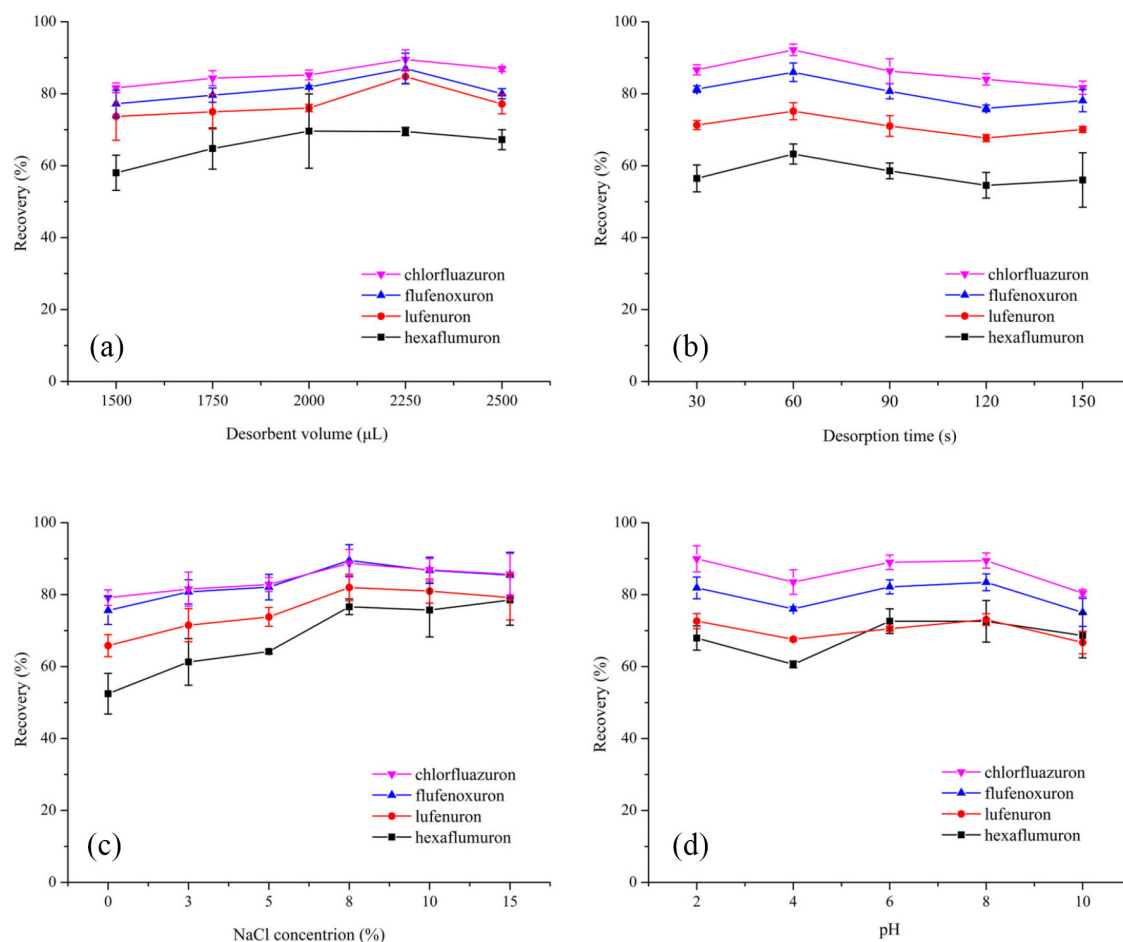 100
80
60
40
20
0
Recovery (%)
chlorfluazuron
flufenoxuron
lufenuron
hexaflumuron
(a)
1500 1750 2000 2250 2500
Desorbent volume (μL)
100
80
60
40
20
0
Recovery (%)
chlorfluazuron
flufenoxuron
lufenuron
hexaflumuron
(b)
30 60 90 120 150
Desorption time (s)
100
80
60
40
20
0
Recovery (%)
chlorfluazuron
flufenoxuron
lufenuron
hexaflumuron
(c)
0 3 5 8 10 15
NaCl concentrion (%)
100
80
60
40
20
0
Recovery (%)
chlorfluazuron
flufenoxuron
lufenuron
hexaflumuron
(d)
2 4 6 8 10
pH